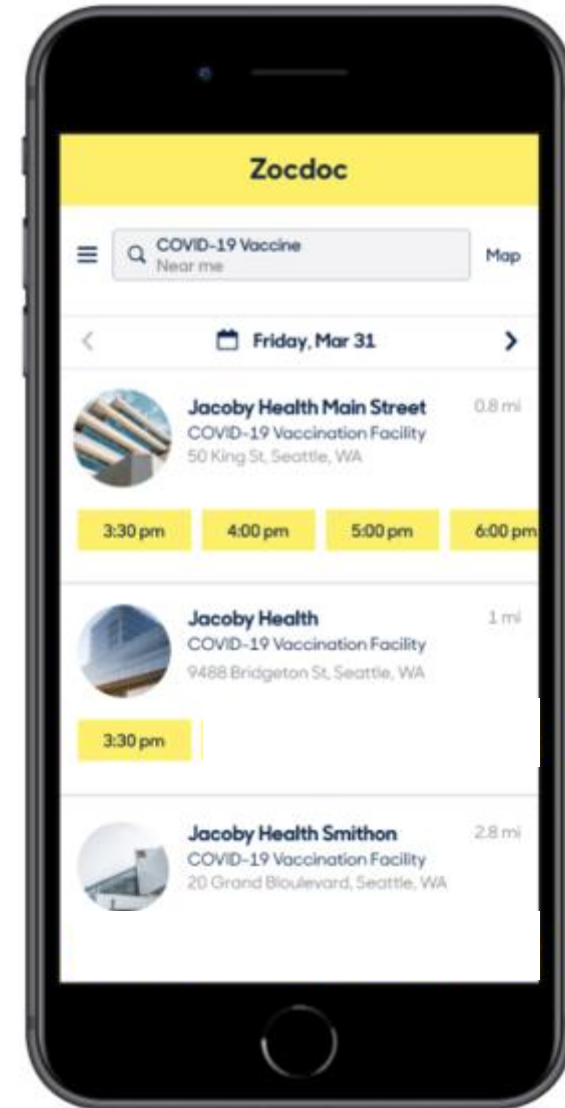 Zocdoc
COVID-19 Vaccine
Near me
Map
Friday, Mar 31
Jacoby Health Main Street
0.8 mi
COVID-19 Vaccination Facility
50 King St, Seattle, WA
3:30 pm
4:00 pm
5:00 pm
6:00 pm
Jacoby Health
1 mi
COVID-19 Vaccination Facility
9488 Bridgeton St, Seattle, WA
3:30 pm
Jacoby Health Smithon
2.8 mi
COVID-19 Vaccination Facility
20 Grand Bloulevard, Seattle, WA